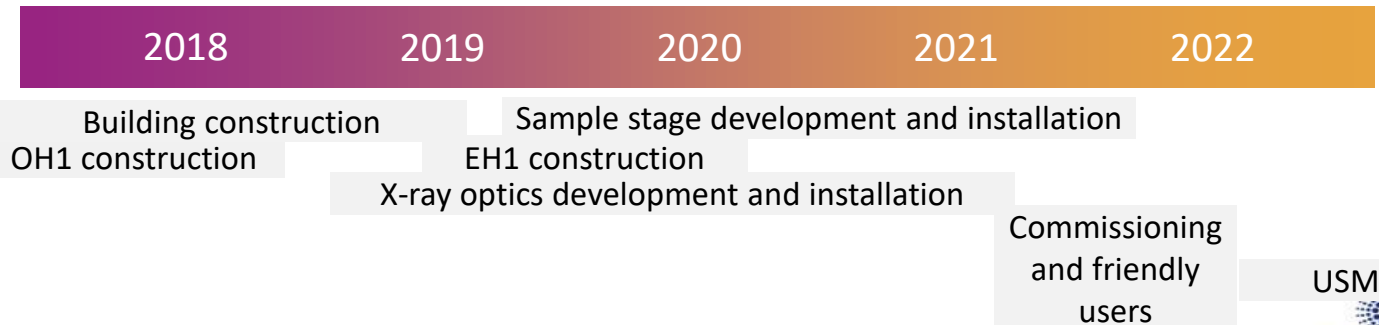 2018 2019 2020 2021 2022
Building construction
Sample stage development and installation
OH1 construction
EH1 construction
X-ray optics development and installation
Commissioning
and friendly
users
USM